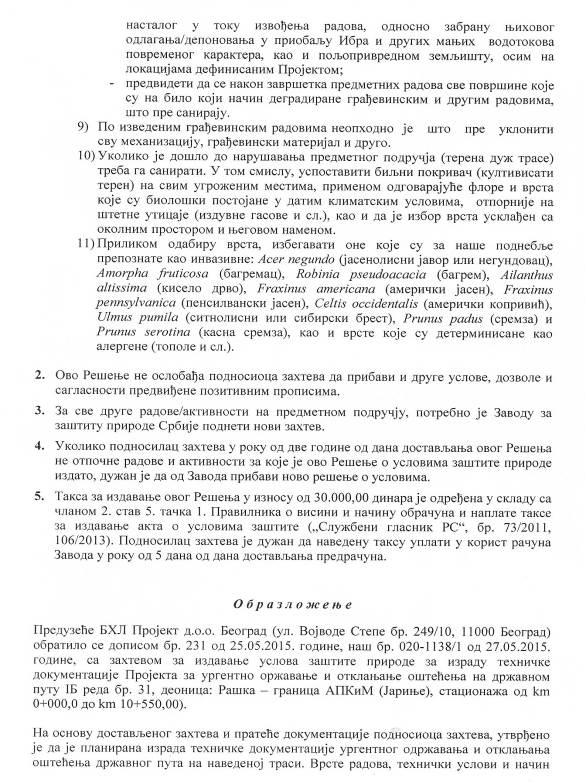 насталог у току извођења радова, односно забрану њиховог
одлагања/депоновања у приобаљу Ибра и других мањих водотокова
повременог карактера, као и пољопривредном земљишту, осим на
локацијама дефинисаним Пројектом;
- предвидети да се након завршетка предметних радова све површине које
су на било који начин деградиране грађевинским и другим радовима,
што пре санирају.
9) По изведеним грађевинским радовима неопходно је што пре уклонити
сву механизацију, грађевински материјал и друго.
10) Уколико је дошло до нарушавања предметног подручја (терена дуж трасе)
треба га санирати. У том смислу, успоставити биљни покривач (култивисати
терен) на свим угроженим местима, применом одговарајуће флоре и врста
које су биолошки постојане у датим климатским условима, отпорније на
штетне утицаје (издувне гасове и сл.), као и да је избор врста усклађен са
околним простором и његовом наменом.
11) Приликом одабиру врста, избегавати оне које су за наше поднебље
препознате као инвазивне: Acer negundo (јасенолисни јавор или негундовац),
Amorpha fruticosa (багремац), Robinia pseudoacacia (багрем), Ailanthus
altissima (кисело дрво), Fraxinus americana (амерички јасен), Fraxinus
pennsylvanica (пенсилвански јасен), Celtis occidentalis (амерички копривић),
Ulmus pumila (ситнолисни или сибирски брест), Prunus padus (сремза) и
Prunus serotina (касна сремза), као и врсте које су детерминисане као
алергене (тополе и сл.).
2. Ово Решење не ослобађа подносиоца захтева да прибави и друге услове, дозволе и
сагласности предвиђене позитивним прописима.
3. За све друге радове/активности на предметном подручју, потребно је Заводу за
заштиту природе Србије поднети нови захтев.
4. Уколико подносилац захтева у року од две године од дана достављања овог Решења
не отпочне радове и активности за које је ово Решење о условима заштите природе
издато, дужан је да од Завода прибави ново решење о условима.
5. Такса за издавање овог Решења у износу од 30.000,00 динара је одређена у складу са
чланом 2. став 5. тачка 1. Правилника о висини и начину обрачуна и наплате таксе
за издавање акта о условима заштите („Службени гласник РС“, бр. 73/2011,
106/2013). Подносилац захтева је дужан да наведену таксу уплати у корист рачуна
Завода у року од 5 дана од дана достављања предрачуна.
О б р а з л о ж е њ е
Предузеће БХЛ Пројект д.о.о. Београд (ул. Војводе Степе бр. 249/10, 11000 Београд)
обратило се дописом бр. 231 од 25.05.2015. године, наш бр. 020-1138/1 од 27.05.2015.
године, са захтевом за издавање услова заштите природе за израду техничке
документације Пројекта за ургентно оржавање и отклањање оштећења на државном
путу IБ реда бр. 31, деоница: Рашка – граница АПКиМ (Јариње), стационажа од km
0+000,0 do km 10+550,00).
На основу достављеног захтева и пратеће документације подносиоца захтева, утврђено
је да је планирана израда техничке документације ургентног одржавања и отклањања
оштећења државног пута на наведеној траси. Врсте радова, технички услови и начин